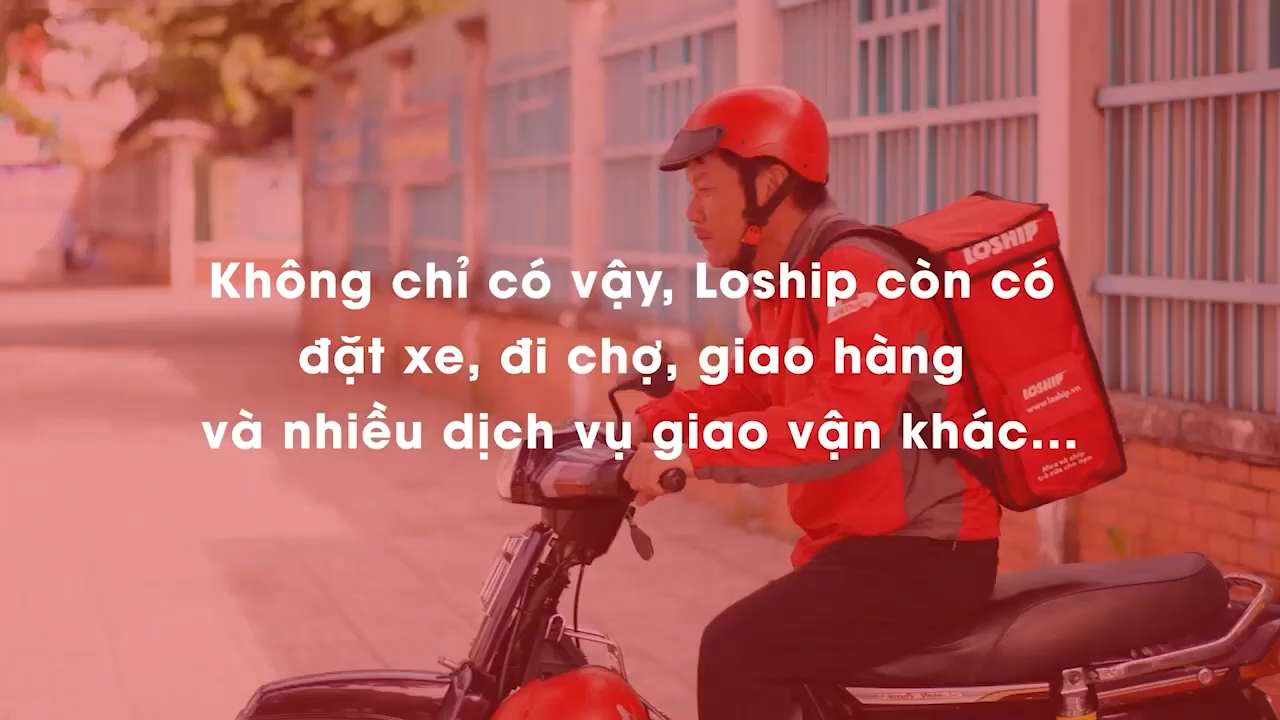 Không chỉ có vậy, Loship còn có
đặt xe, đi chợ, giao hàng
và nhiều dịch vụ giao vận khác...
LOSHIP
LOSHIP
www.loship.vn